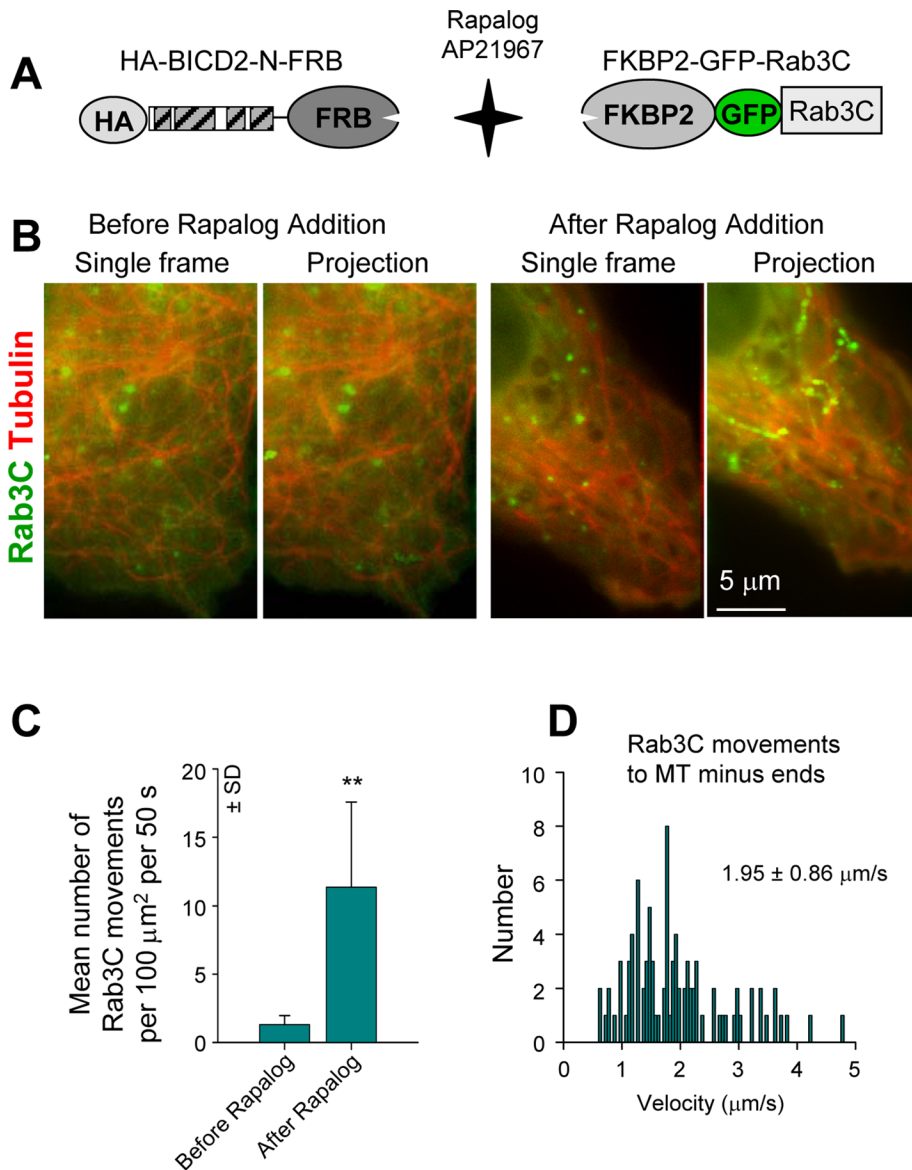 A
HA-BICD2-N-FRB
Rapalog
AP21967
FKBP2-GFP-Rab3C
HA
FRB
FKBP2
GFP
Rab3C
B
Before Rapalog Addition
After Rapalog Addition
Single frame
Projection
Single frame
Projection
Rab3C Tubulin
5 μm
C
Mean number of
Rab3C movements
per 100 μm² per 50 s
± SD
20
15
10
5
0
**
Before Rapalog
After Rapalog
D
Rab3C movements
to MT minus ends
1.95 ± 0.86 μm/s
Number
10
8
6
4
2
0
0 1 2 3 4 5
Velocity (μm/s)